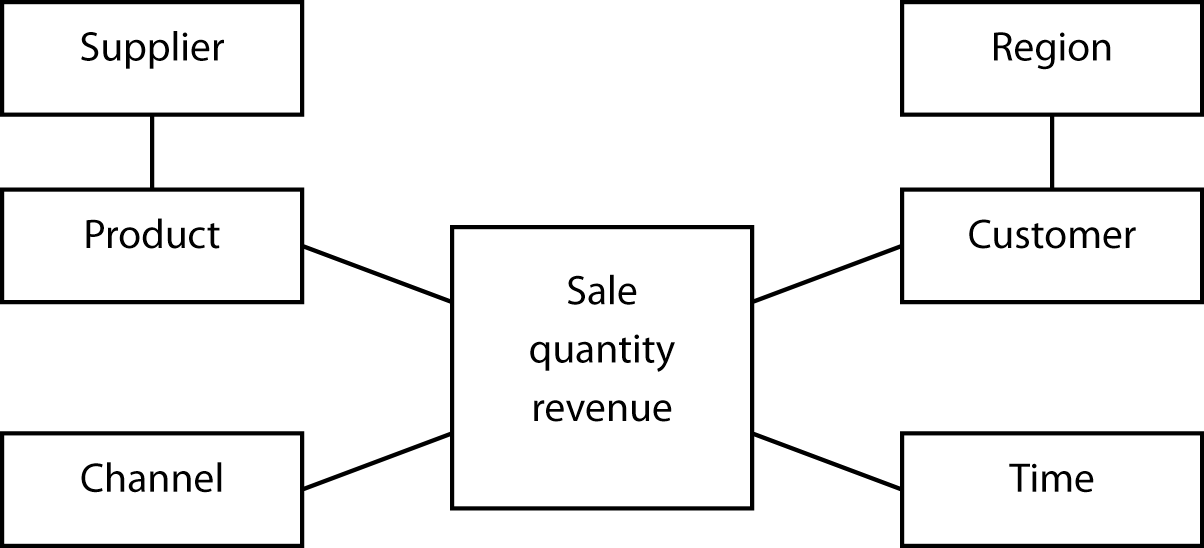 Supplier
Region
Product
Customer
Sale
quantity
revenue
Channel
Time